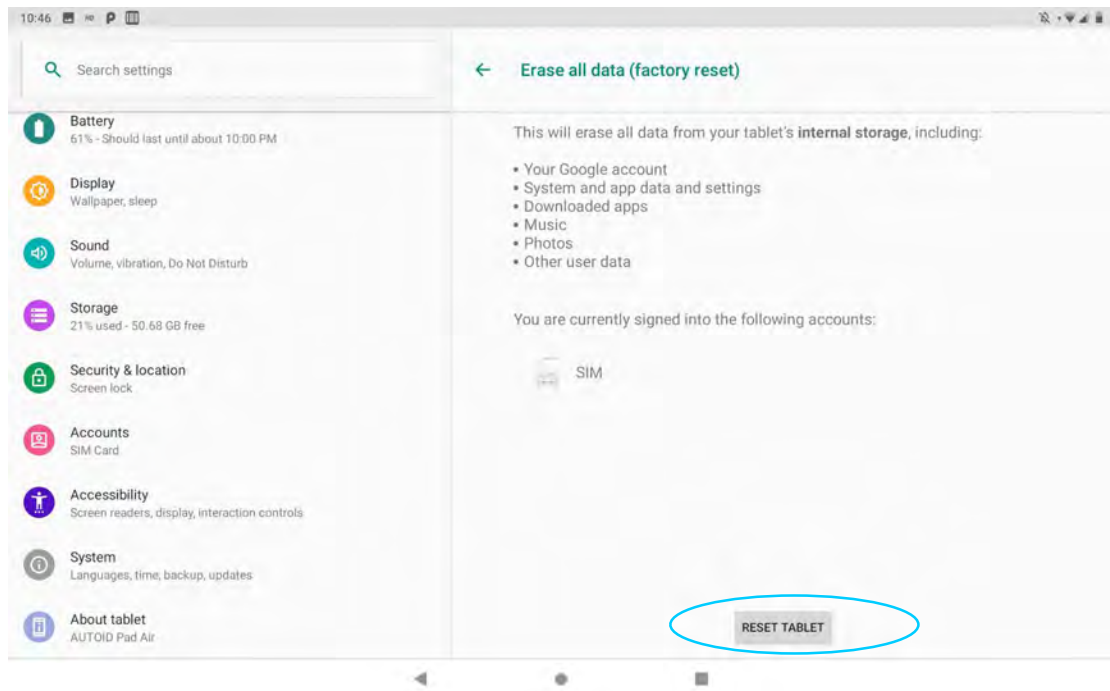 10:46
Search settings
Battery
61% - Should last until about 10:00 PM
Display
Wallpaper, sleep
Sound
Volume, vibration, Do Not Disturb
Storage
21% used - 50.68 GB free
Security & location
Screen lock
Accounts
SIM Card
Accessibility
Screen readers, display, interaction controls
System
Languages, time, backup, updates
About tablet
AUTOID Pad Air
Erase all data (factory reset)
This will erase all data from your tablet's internal storage, including:
• Your Google account
• System and app data and settings
• Downloaded apps
• Music
• Photos
• Other user data
You are currently signed into the following accounts:
SIM
RESET TABLET